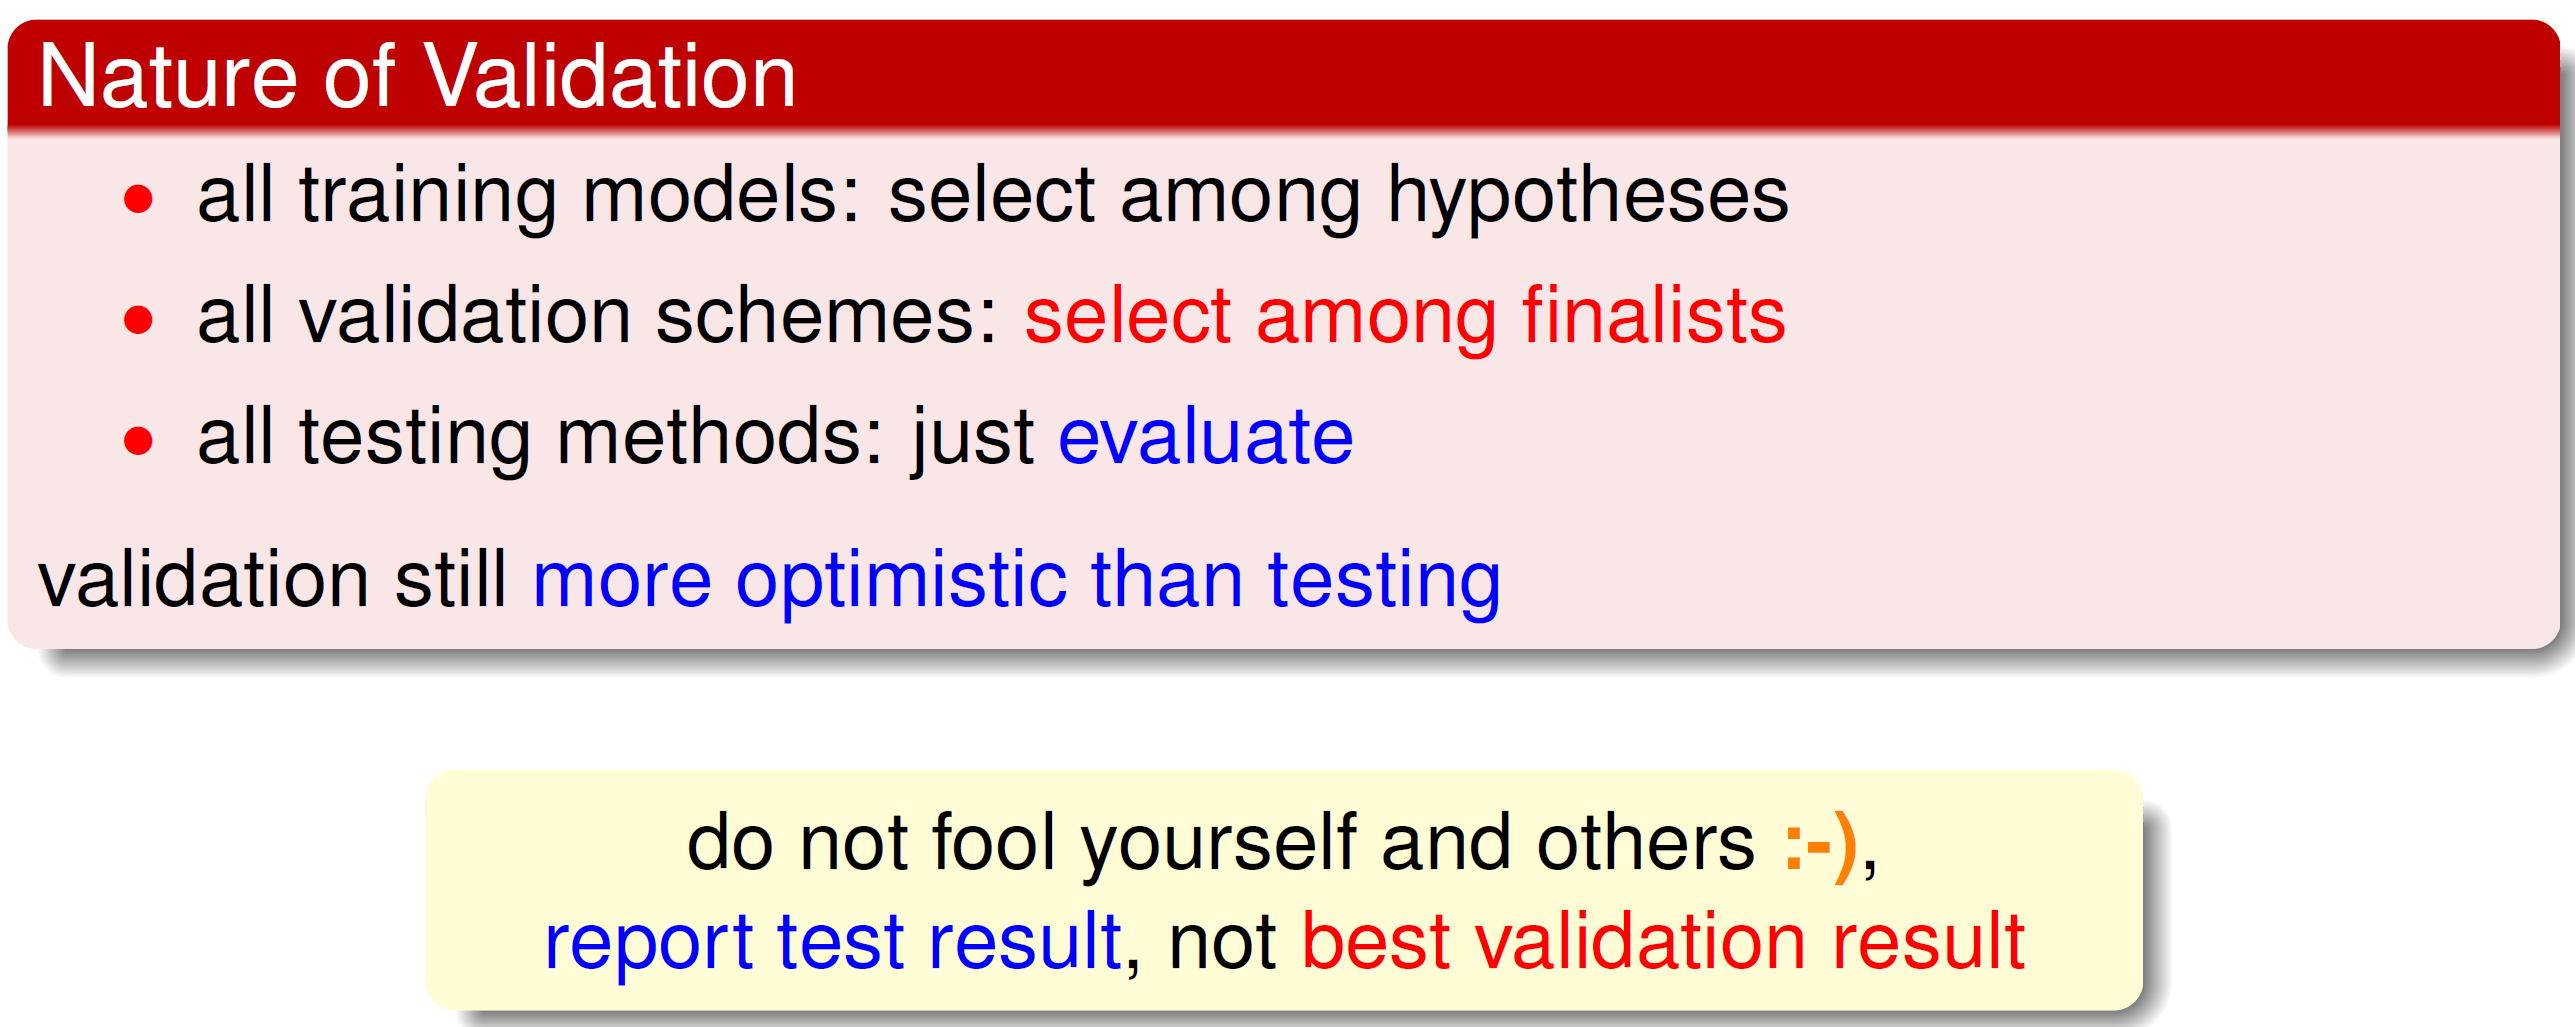 Nature of Validation
• all training models: select among hypotheses
• all validation schemes: select among finalists
• all testing methods: just evaluate
validation still more optimistic than testing
do not fool yourself and others :-),
report test result, not best validation result